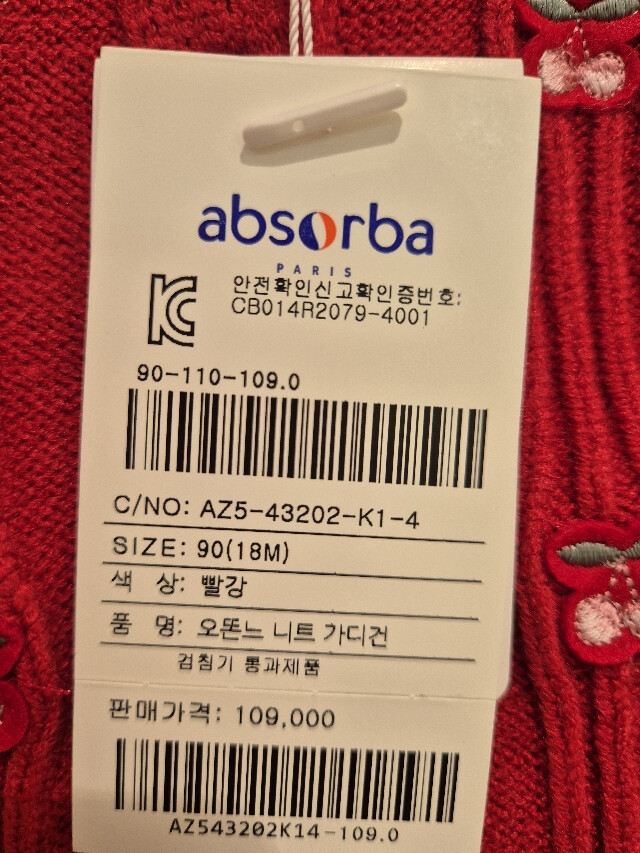 absorba
PARIS
안전확인신고확인증번호:
CB014R2079-4001
90-110-109.0
C/NO: AZ5-43202-K1-4
SIZE: 90(18M)
색 상: 빨강
품 명: 오똔느 니트 가디건
검침기 통과제품
판매가격: 109,000
AZ543202K14-109.0